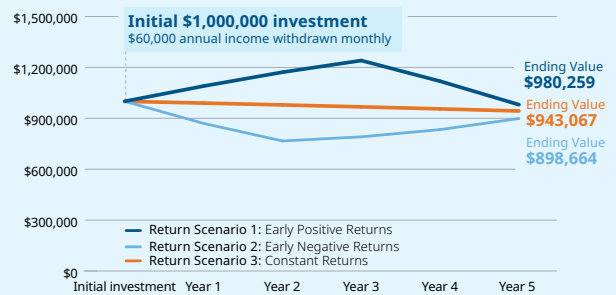 $1,500,000
Initial $1,000,000 investment
$60,000 annual income withdrawn monthly
$1,200,000
Ending Value
$980,259
Ending Value
$943,067
$900,000
Ending Value
$898,664
$600,000
$300,000
Return Scenario 1: Early Positive Returns
Return Scenario 2: Early Negative Returns
Return Scenario 3: Constant Returns
$0
Initial investment Year 1 Year 2 Year 3 Year 4 Year 5